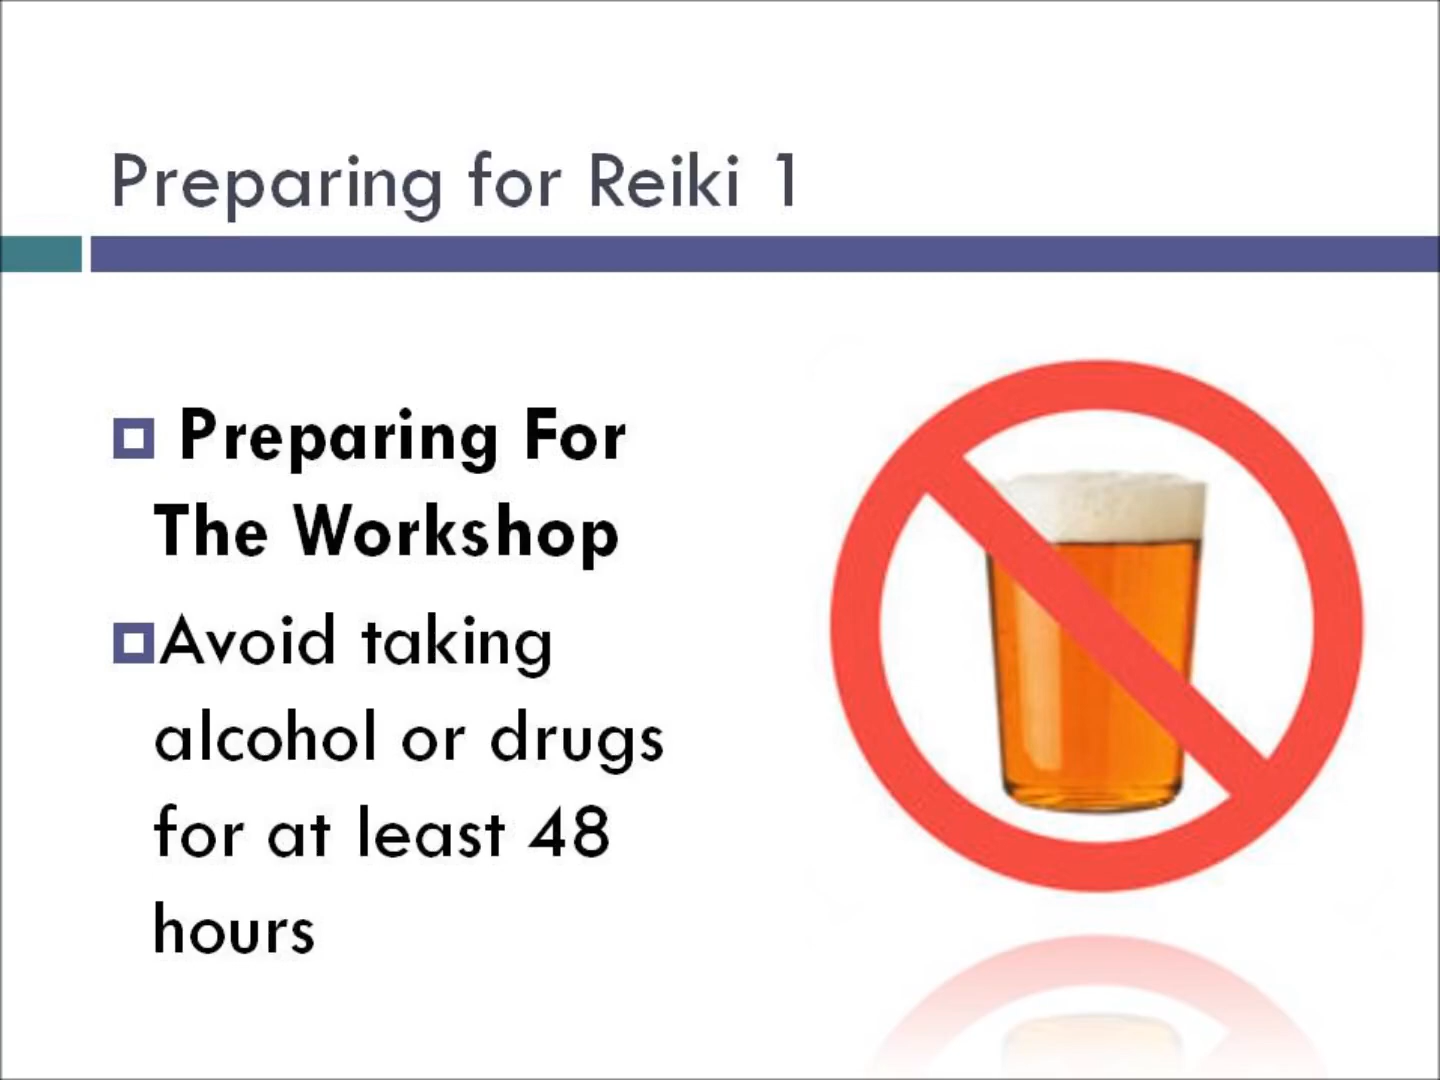 Preparing for Reiki 1
Preparing For
The Workshop
Avoid taking
alcohol or drugs
for at least 48
hours